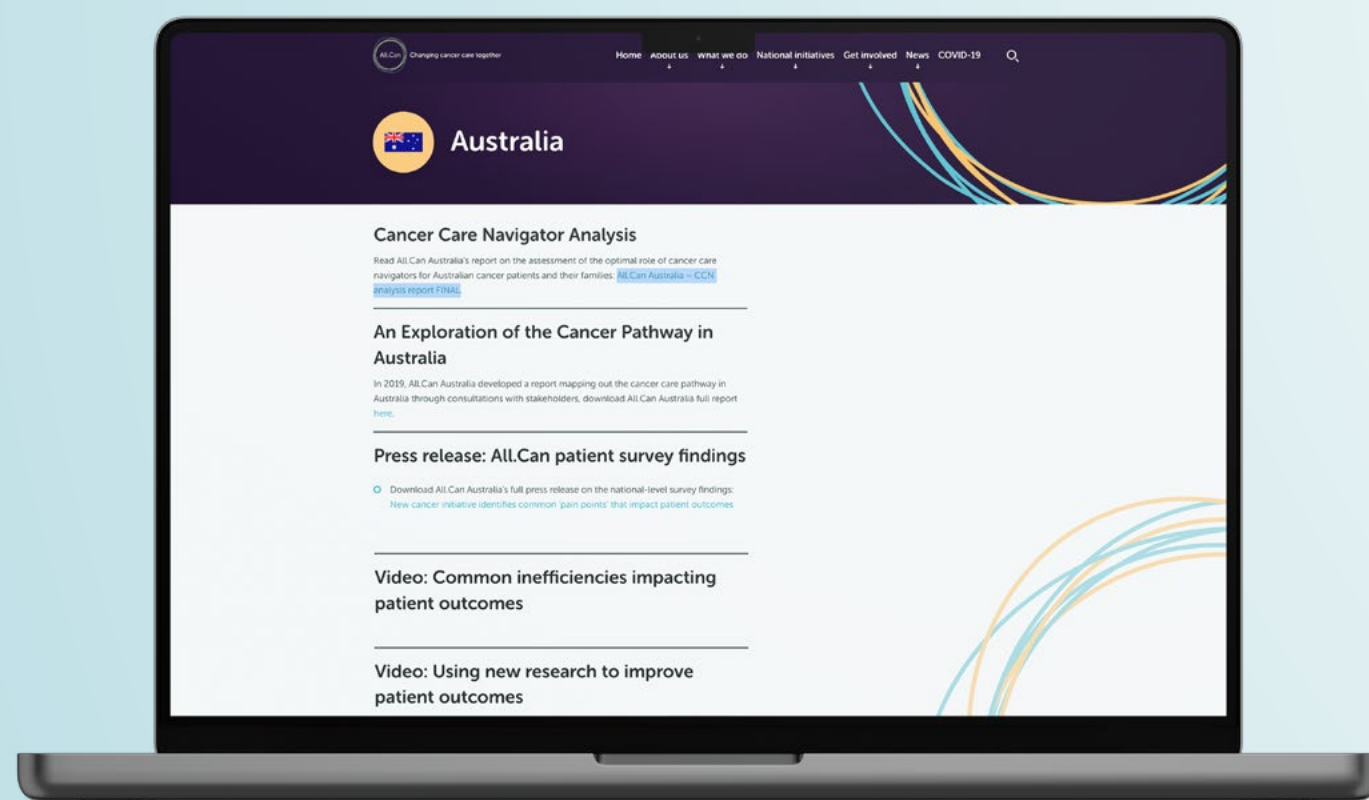 All.Can Changing cancer care together
Home About us What we do National initiatives Get involved News COVID-19
Australia
Cancer Care Navigator Analysis
Read All.Can Australia's report on the assessment of the optimal role of cancer care
navigators for Australian cancer patients and their families: All.Can Australia – CCN
analysis report FINAL
An Exploration of the Cancer Pathway in
Australia
In 2019, All.Can Australia developed a report mapping out the cancer care pathway in
Australia through consultations with stakeholders, download All.Can Australia full report
here.
Press release: All.Can patient survey findings
Download All.Can Australia's full press release on the national-level survey findings:
New cancer initiative identifies common 'pain points' that impact patient outcomes
Video: Common inefficiencies impacting
patient outcomes
Video: Using new research to improve
patient outcomes